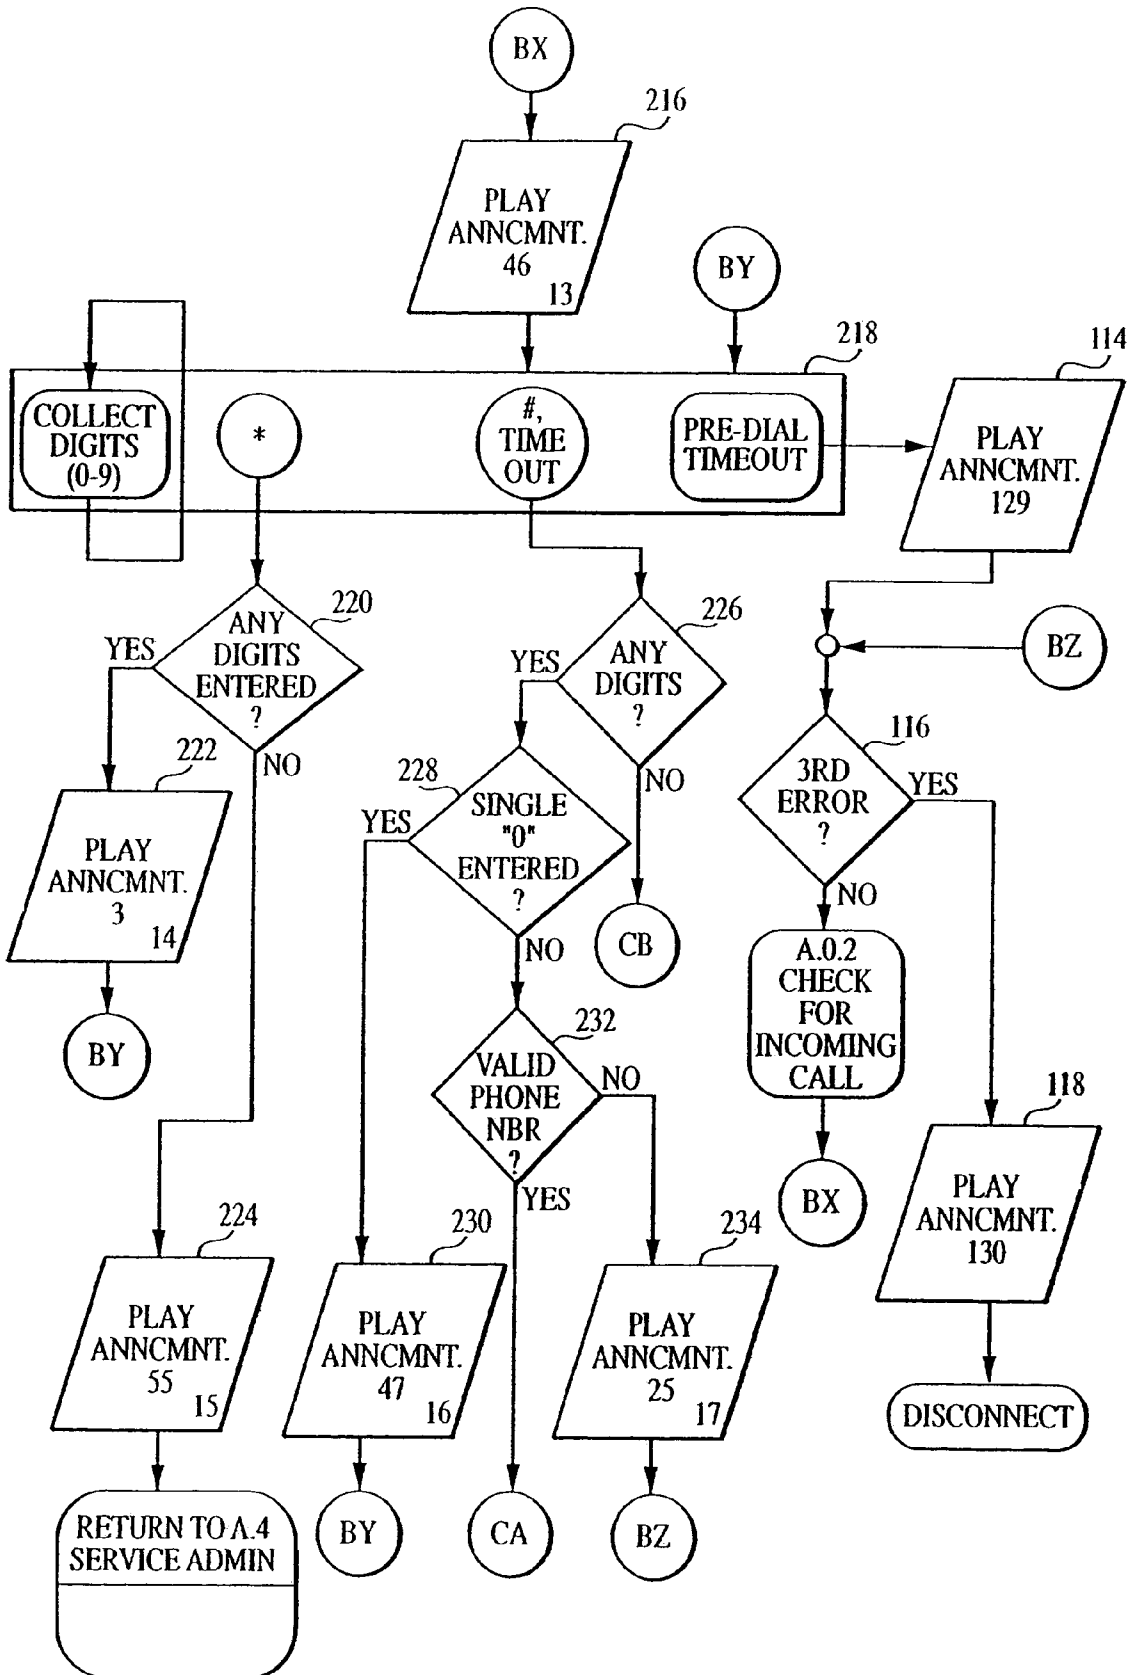 BX
216
PLAY
ANNCMNT.
46
13
BY
218
114
COLLECT
DIGITS
(0-9)
*
#,
TIME
OUT
PRE-DIAL
TIMEOUT
PLAY
ANNCMNT.
129
220
ANY
DIGITS
ENTERED
?
YES
NO
226
ANY
DIGITS
?
YES
NO
BZ
222
PLAY
ANNCMNT.
3
14
BY
228
SINGLE
"0"
ENTERED
?
YES
NO
CB
116
3RD
ERROR
?
YES
NO
A.0.2
CHECK
FOR
INCOMING
CALL
BX
232
VALID
PHONE
NBR
?
NO
YES
118
PLAY
ANNCMNT.
130
DISCONNECT
224
PLAY
ANNCMNT.
55
15
RETURN TO A.4
SERVICE ADMIN
230
PLAY
ANNCMNT.
47
16
BY
CA
234
PLAY
ANNCMNT.
25
17
BZ